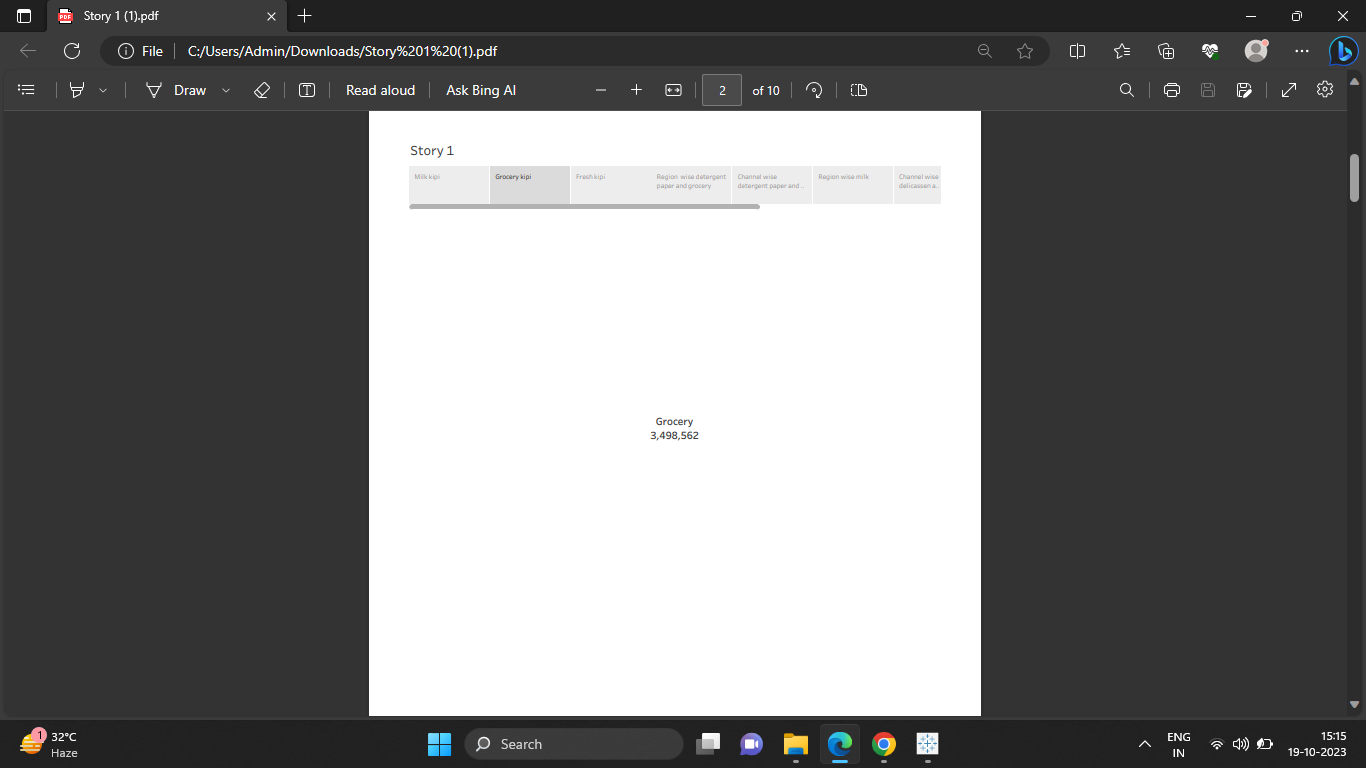 Story 1 (1).pdf
File
C:/Users/Admin/Downloads/Story%201%20(1).pdf
Draw
Read aloud
Ask Bing AI
2
of 10
Story 1
Milk kipi
Grocery kipi
Fresh kipi
Region wise detergent
paper and grocery
Channel wise
detergent paper and ..
Region wise milk
Channel wise
delicassen a..
Grocery
3,498,562
1
32°C
Haze
Search
ENG
IN
15:15
19-10-2023